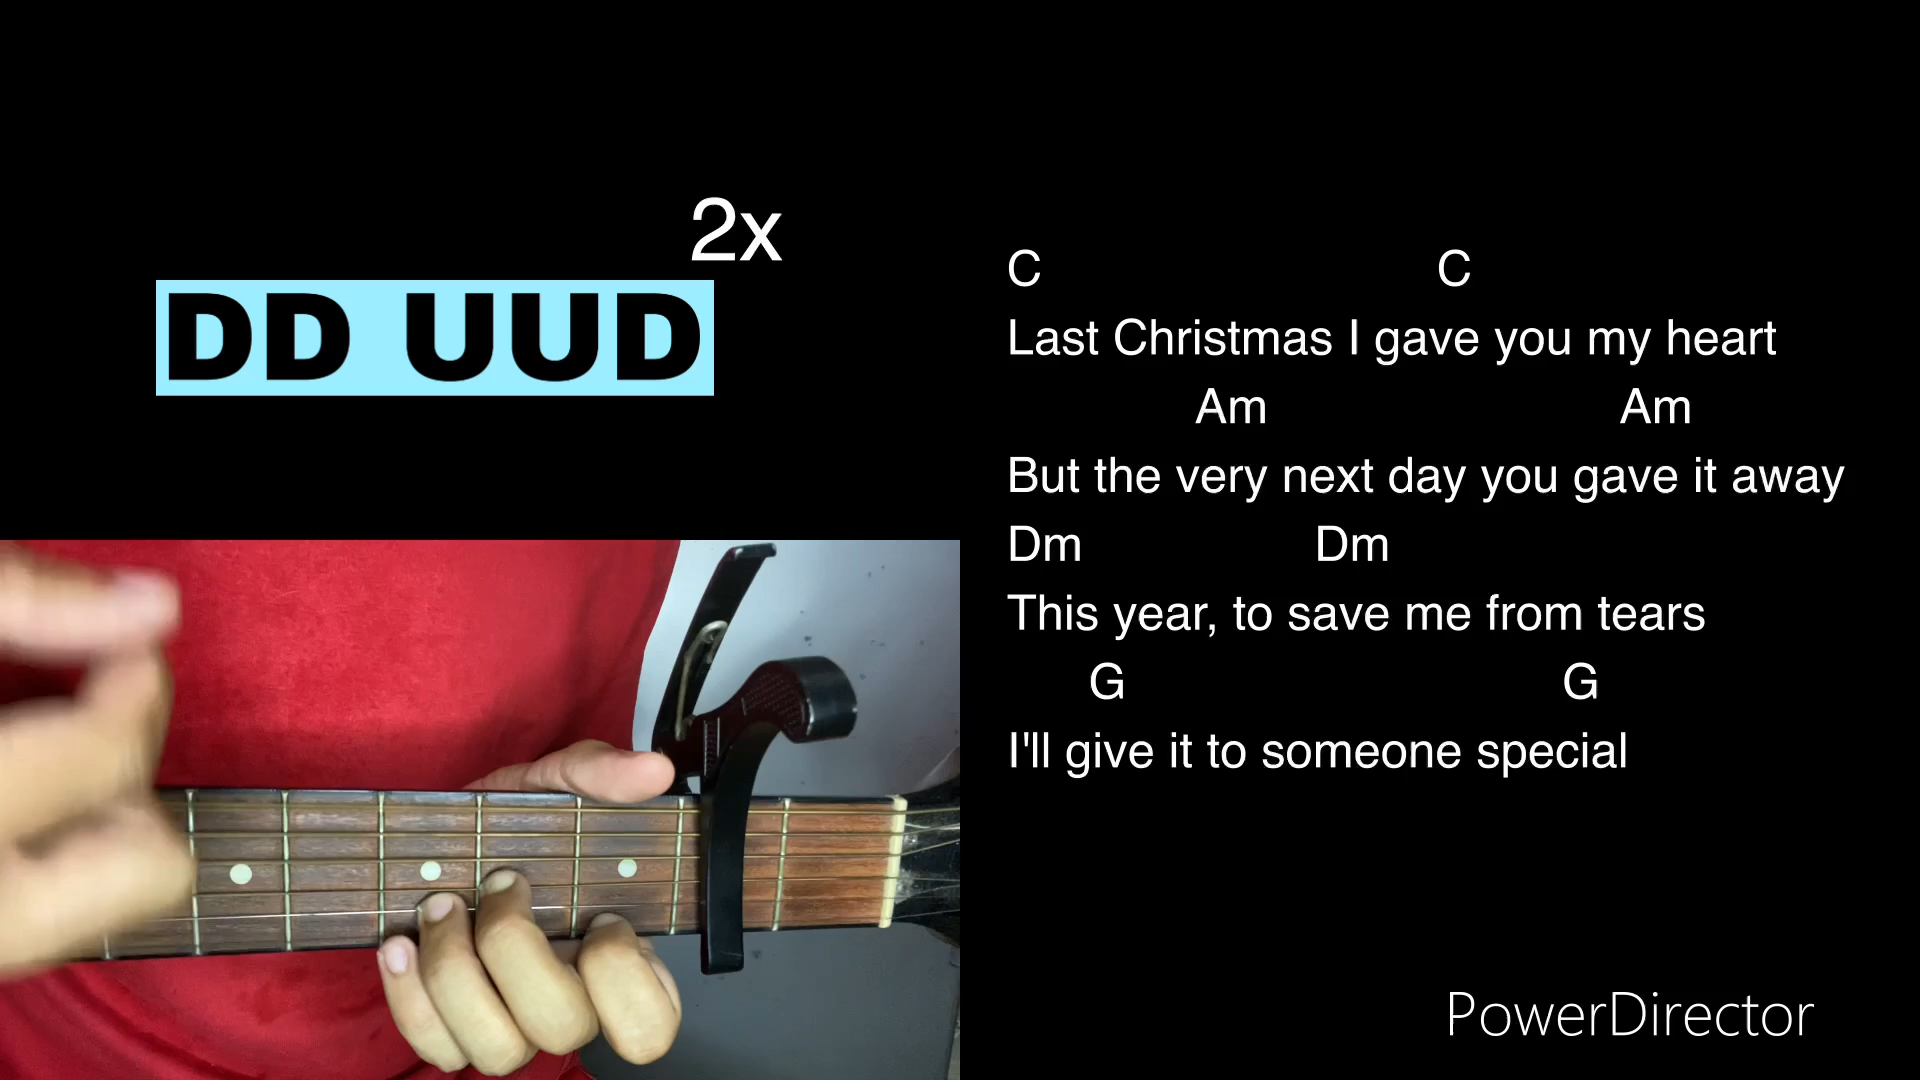 2x
DD UUD
C C
Last Christmas I gave you my heart
Am Am
But the very next day you gave it away
Dm Dm
This year, to save me from tears
G G
I'll give it to someone special
PowerDirector